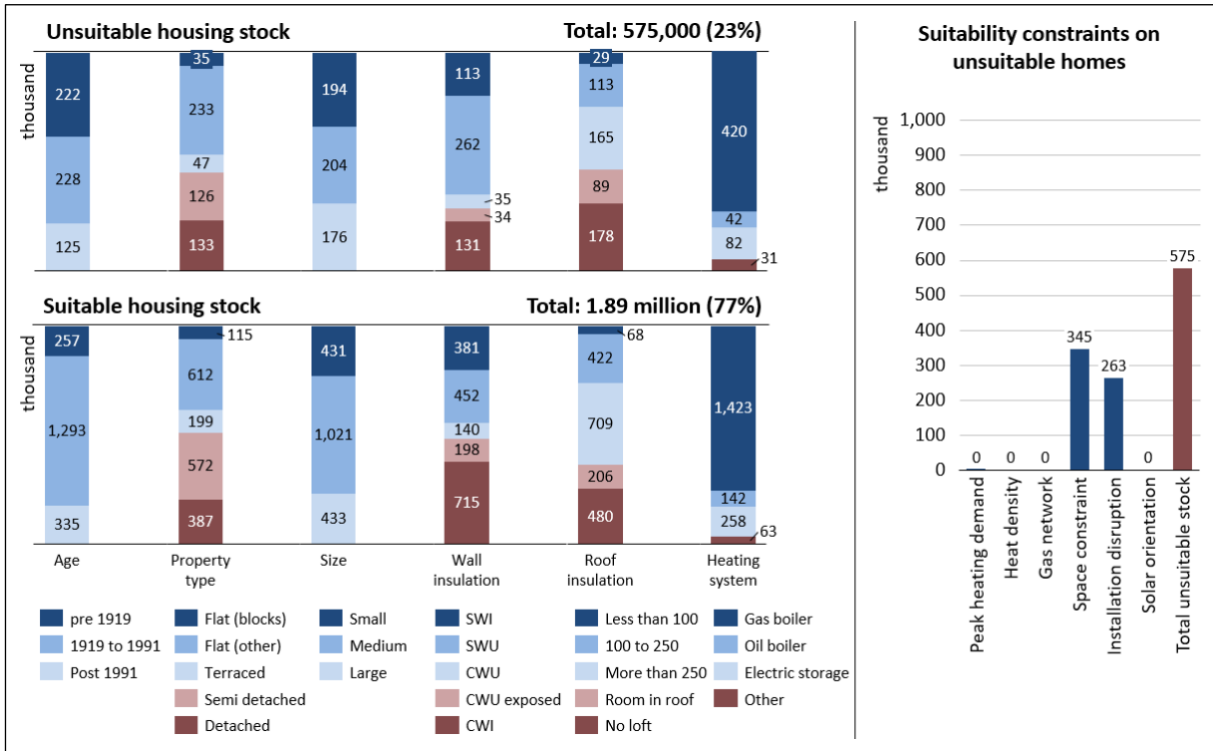 Unsuitable housing stock
Total: 575,000 (23%)
thousand
222
228
125
35
233
47
126
133
194
204
176
113
262
35
34
131
29
113
165
89
178
420
42
82
31
Suitable housing stock
Total: 1.89 million (77%)
thousand
257
1,293
335
115
612
199
572
387
431
1,021
433
381
452
140
198
715
68
422
709
206
480
1,423
142
258
63
Age
Property
type
Size
Wall
insulation
Roof
insulation
Heating
system
pre 1919
1919 to 1991
Post 1991
Flat (blocks)
Flat (other)
Terraced
Semi detached
Detached
Small
Medium
Large
SWI
SWU
CWU
CWU exposed
CWI
Less than 100
100 to 250
More than 250
Room in roof
No loft
Gas boiler
Oil boiler
Electric storage
Other
Suitability constraints on
unsuitable homes
thousand
1,000
900
800
700
600
500
400
300
200
100
0
0
0
0
345
263
0
575
Peak heating demand
Heat density
Gas network
Space constraint
Installation disruption
Solar orientation
Total unsuitable stock